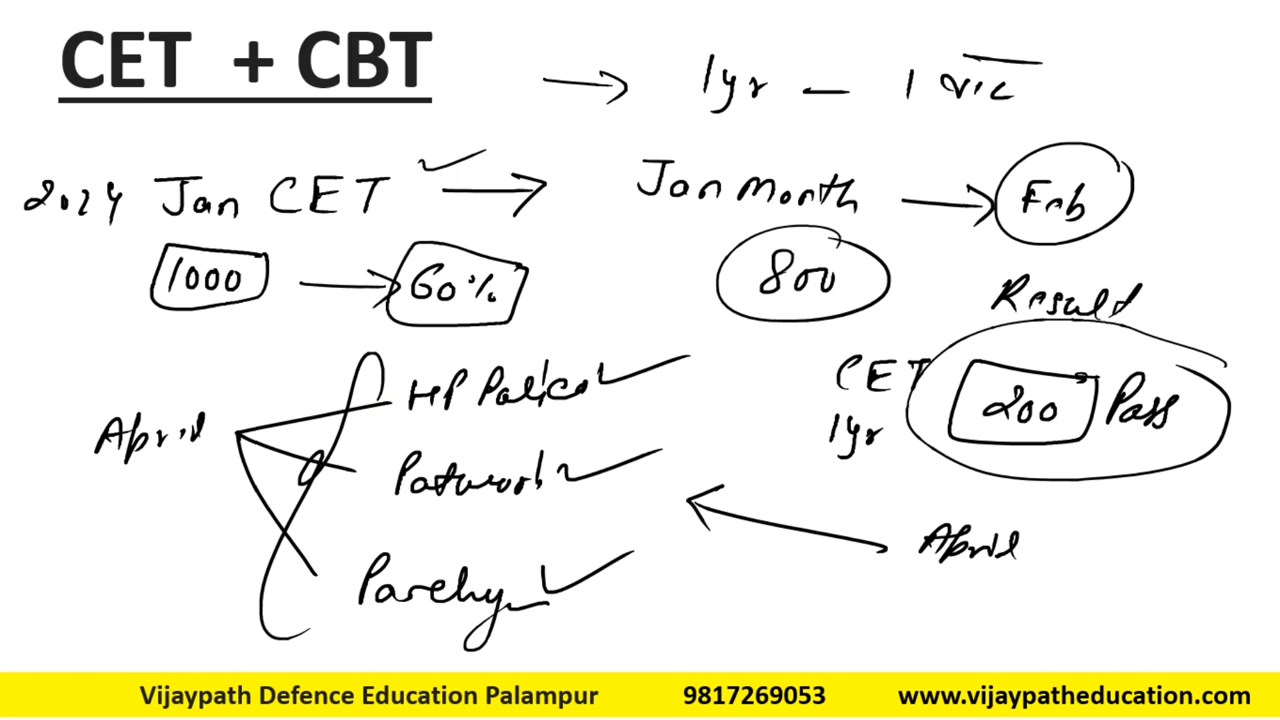 CET + CBT
1yr — 1
2024 Jan CET → Jan Month → Feb
1000 → 60% 800
Result
CET 200 Pass
1yr
April HP Police
Patwari
April
Vijaypath Defence Education Palampur 9817269053 www.vijaypatheducation.com